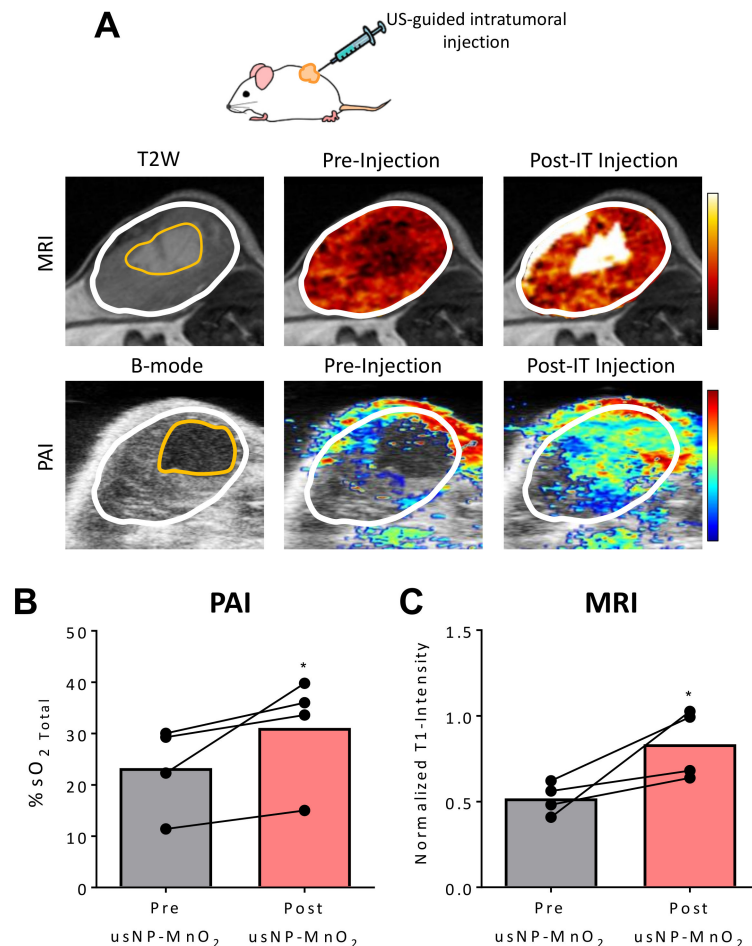 A
US-guided intratumoral
injection
T2W
Pre-Injection
Post-IT Injection
MRI
B-mode
Pre-Injection
Post-IT Injection
PAI
B
PAI
% sO2 Total
50
40
30
20
10
0
*
Pre
usNP-MnO2
Post
usNP-MnO2
C
MRI
Normalized T1-Intensity
1.5
1.0
0.5
0.0
*
Pre
usNP-MnO2
Post
usNP-MnO2